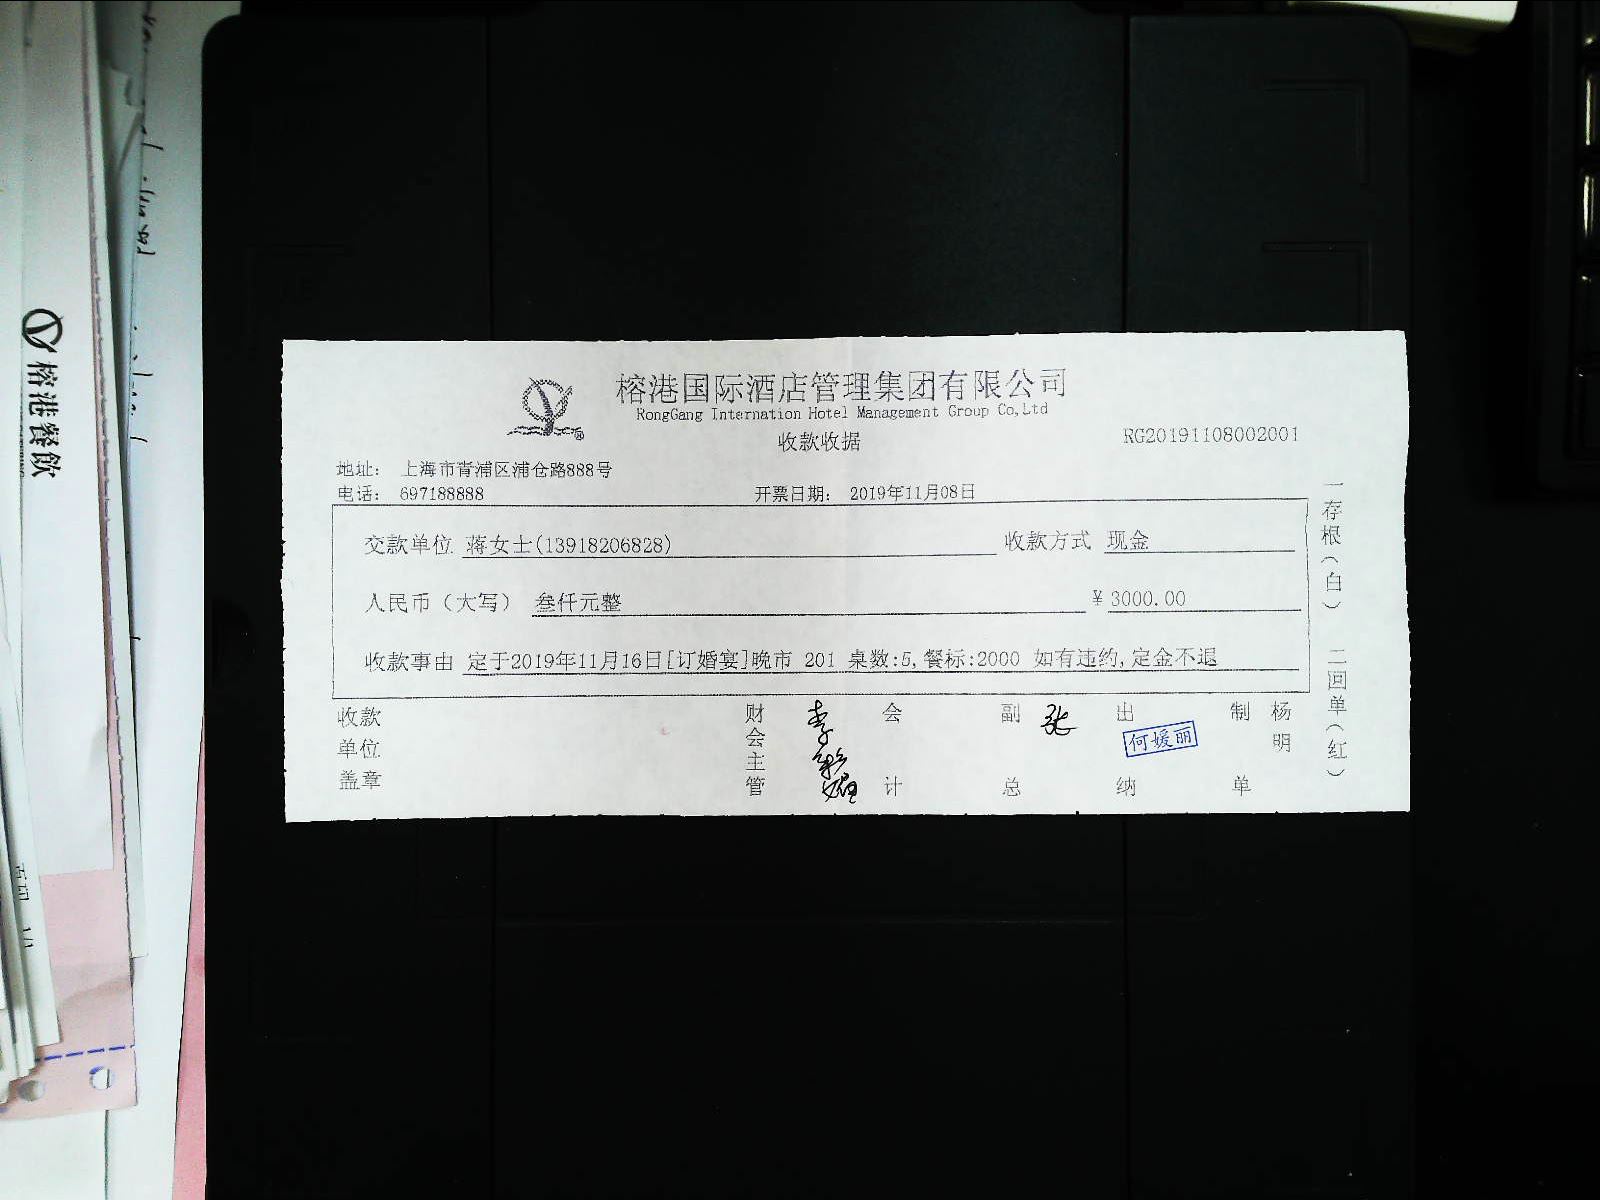 榕港国际酒店管理集团有限公司
RongGang Internation Hotel Management Group Co,Ltd
收款收据
RG20191108002001
地址: 上海市青浦区浦仓路888号
电话: 697188888 开票日期: 2019年11月08日
交款单位 蒋女士(13918206828) 收款方式 现金
人民币（大写） 叁仟元整 ¥3000.00
收款事由 定于2019年11月16日[订婚宴]晚市 201 桌数:5,餐标:2000 如有违约,定金不退
收款单位盖章
财会主管 李
会计
副总 张
出纳 何媛丽
制单 杨明
一存根(白) 二回单(红)
榕港餐飲